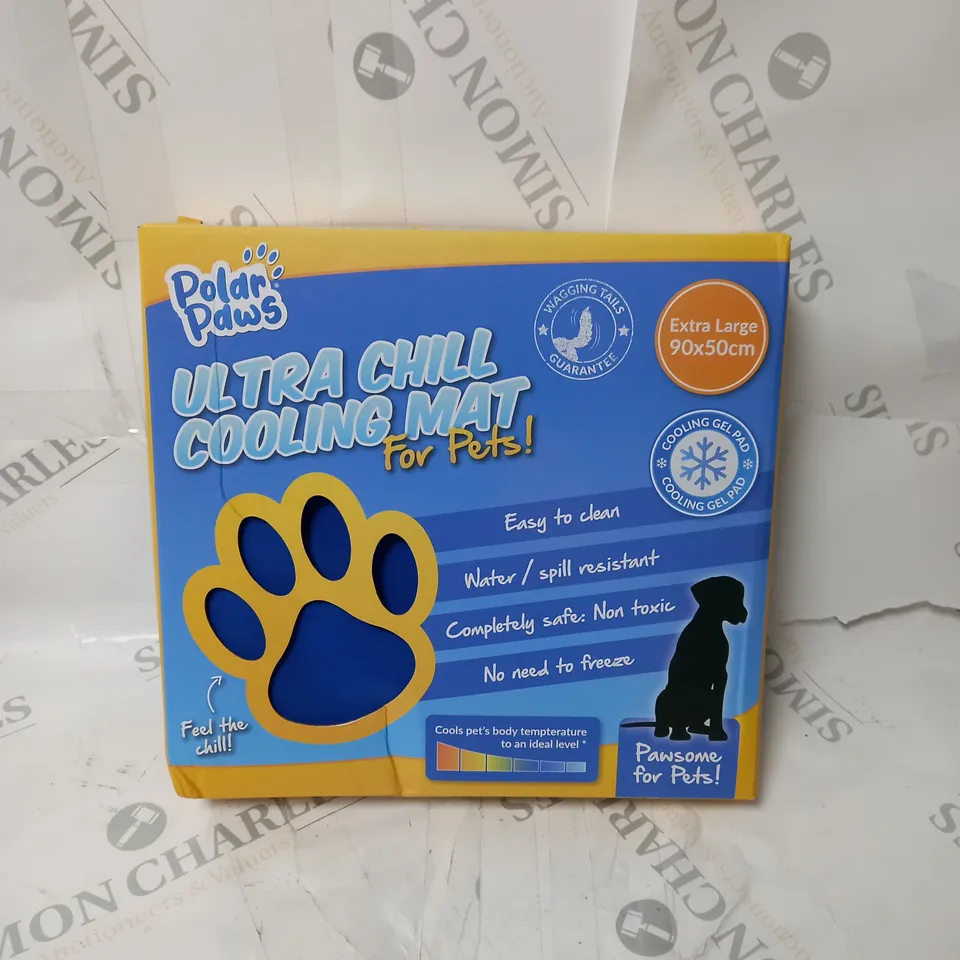 Polar
Paws
ULTRA CHILL
COOLING MAT
For Pets!
WAGGING TAILS
GUARANTEE
Extra Large
90x50cm
COOLING GEL PAD
COOLING GEL PAD
Easy to clean
Water / spill resistant
Completely safe: Non toxic
No need to freeze
Feel the
chill!
Cools pet's body tempterature
to an ideal level *
Pawsome
for Pets!
SIMON CHARLES
Auctioneers & Valuers